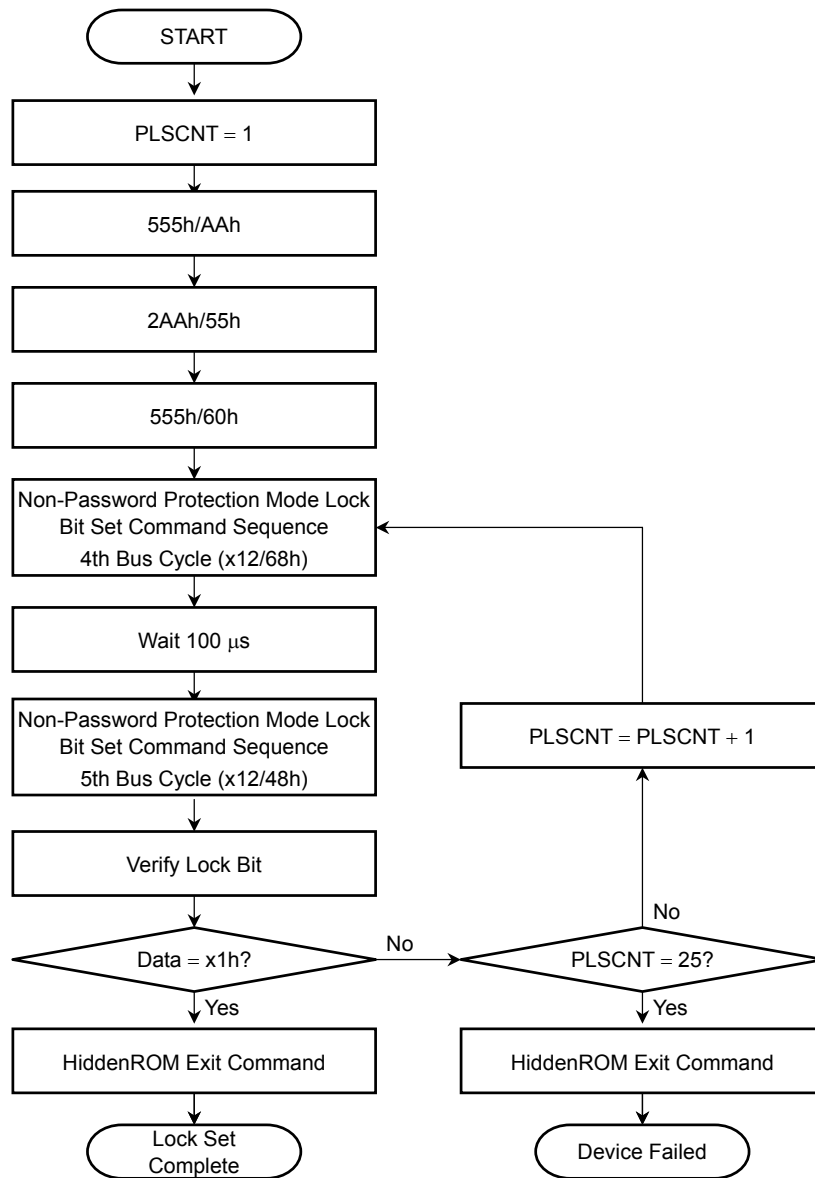 START
PLSCNT = 1
555h/AAh
2AAh/55h
555h/60h
Non-Password Protection Mode Lock
Bit Set Command Sequence
4th Bus Cycle (x12/68h)
Wait 100 μs
Non-Password Protection Mode Lock
Bit Set Command Sequence
5th Bus Cycle (x12/48h)
PLSCNT = PLSCNT + 1
Verify Lock Bit
No
Data = x1h?
No
PLSCNT = 25?
Yes
Yes
HiddenROM Exit Command
HiddenROM Exit Command
Lock Set
Complete
Device Failed